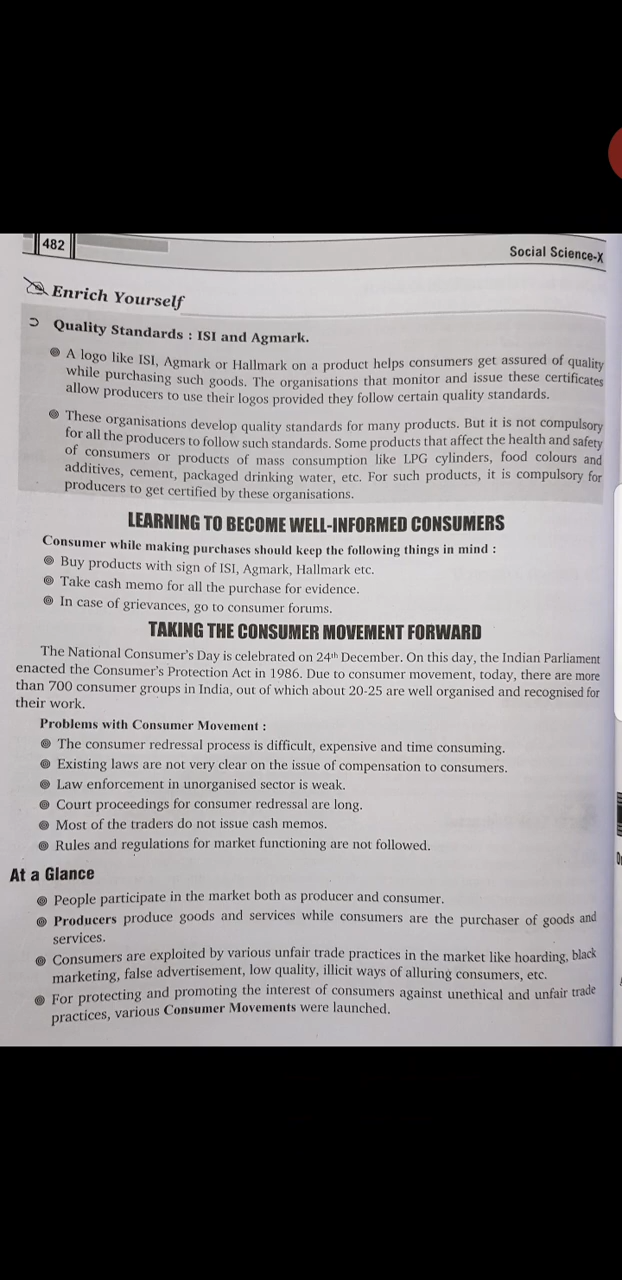 482
Social Science-X
Enrich Yourself
Quality Standards : ISI and Agmark.
A logo like ISI, Agmark or Hallmark on a product helps consumers get assured of quality
while purchasing such goods. The organisations that monitor and issue these certificates
allow producers to use their logos provided they follow certain quality standards.
These organisations develop quality standards for many products. But it is not compulsory
for all the producers to follow such standards. Some products that affect the health and safety
of consumers or products of mass consumption like LPG cylinders, food colours and
additives, cement, packaged drinking water, etc. For such products, it is compulsory for
producers to get certified by these organisations.
LEARNING TO BECOME WELL-INFORMED CONSUMERS
Consumer while making purchases should keep the following things in mind :
Buy products with sign of ISI, Agmark, Hallmark etc.
Take cash memo for all the purchase for evidence.
In case of grievances, go to consumer forums.
TAKING THE CONSUMER MOVEMENT FORWARD
The National Consumer's Day is celebrated on 24th December. On this day, the Indian Parliament
enacted the Consumer's Protection Act in 1986. Due to consumer movement, today, there are more
than 700 consumer groups in India, out of which about 20-25 are well organised and recognised for
their work.
Problems with Consumer Movement :
The consumer redressal process is difficult, expensive and time consuming.
Existing laws are not very clear on the issue of compensation to consumers.
Law enforcement in unorganised sector is weak.
Court proceedings for consumer redressal are long.
Most of the traders do not issue cash memos.
Rules and regulations for market functioning are not followed.
At a Glance
People participate in the market both as producer and consumer.
Producers produce goods and services while consumers are the purchaser of goods and
services.
Consumers are exploited by various unfair trade practices in the market like hoarding, black
marketing, false advertisement, low quality, illicit ways of alluring consumers, etc.
For protecting and promoting the interest of consumers against unethical and unfair trade
practices, various Consumer Movements were launched.